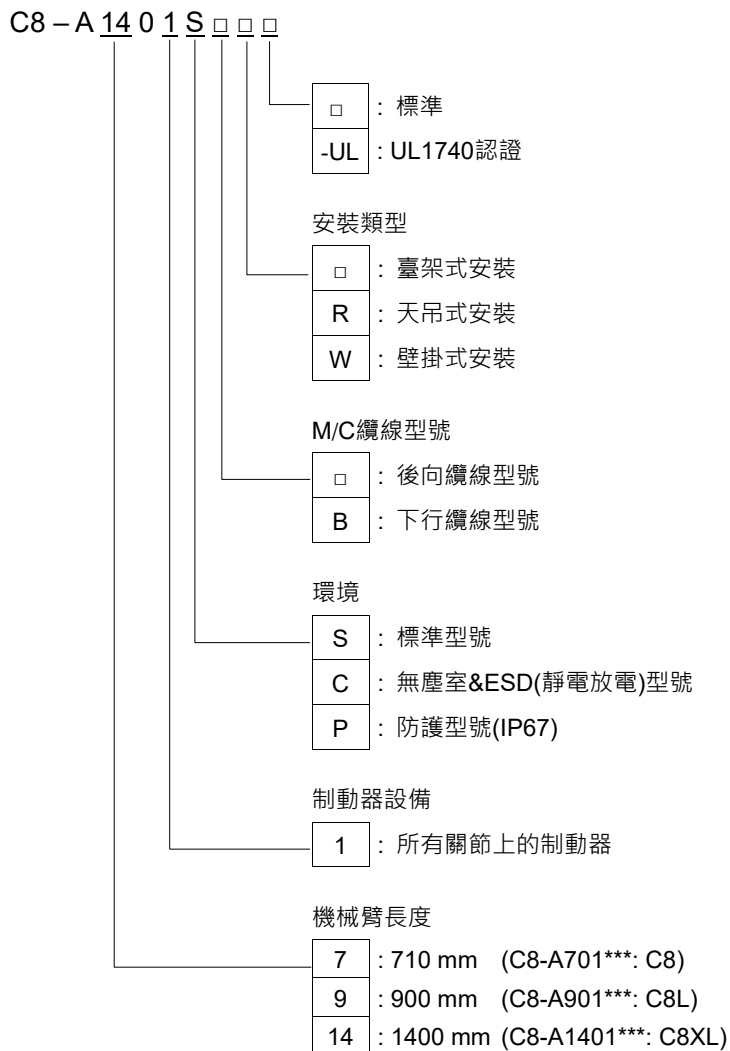 C8 – A 14 0 1 S □ □ □
□ : 標準
-UL : UL1740認證
安裝類型
□ : 臺架式安裝
R : 天吊式安裝
W : 壁掛式安裝
M/C纜線型號
□ : 後向纜線型號
B : 下行纜線型號
環境
S : 標準型號
C : 無塵室&ESD(靜電放電)型號
P : 防護型號(IP67)
制動器設備
1 : 所有關節上的制動器
機械臂長度
7 : 710 mm (C8-A701***: C8)
9 : 900 mm (C8-A901***: C8L)
14 : 1400 mm (C8-A1401***: C8XL)